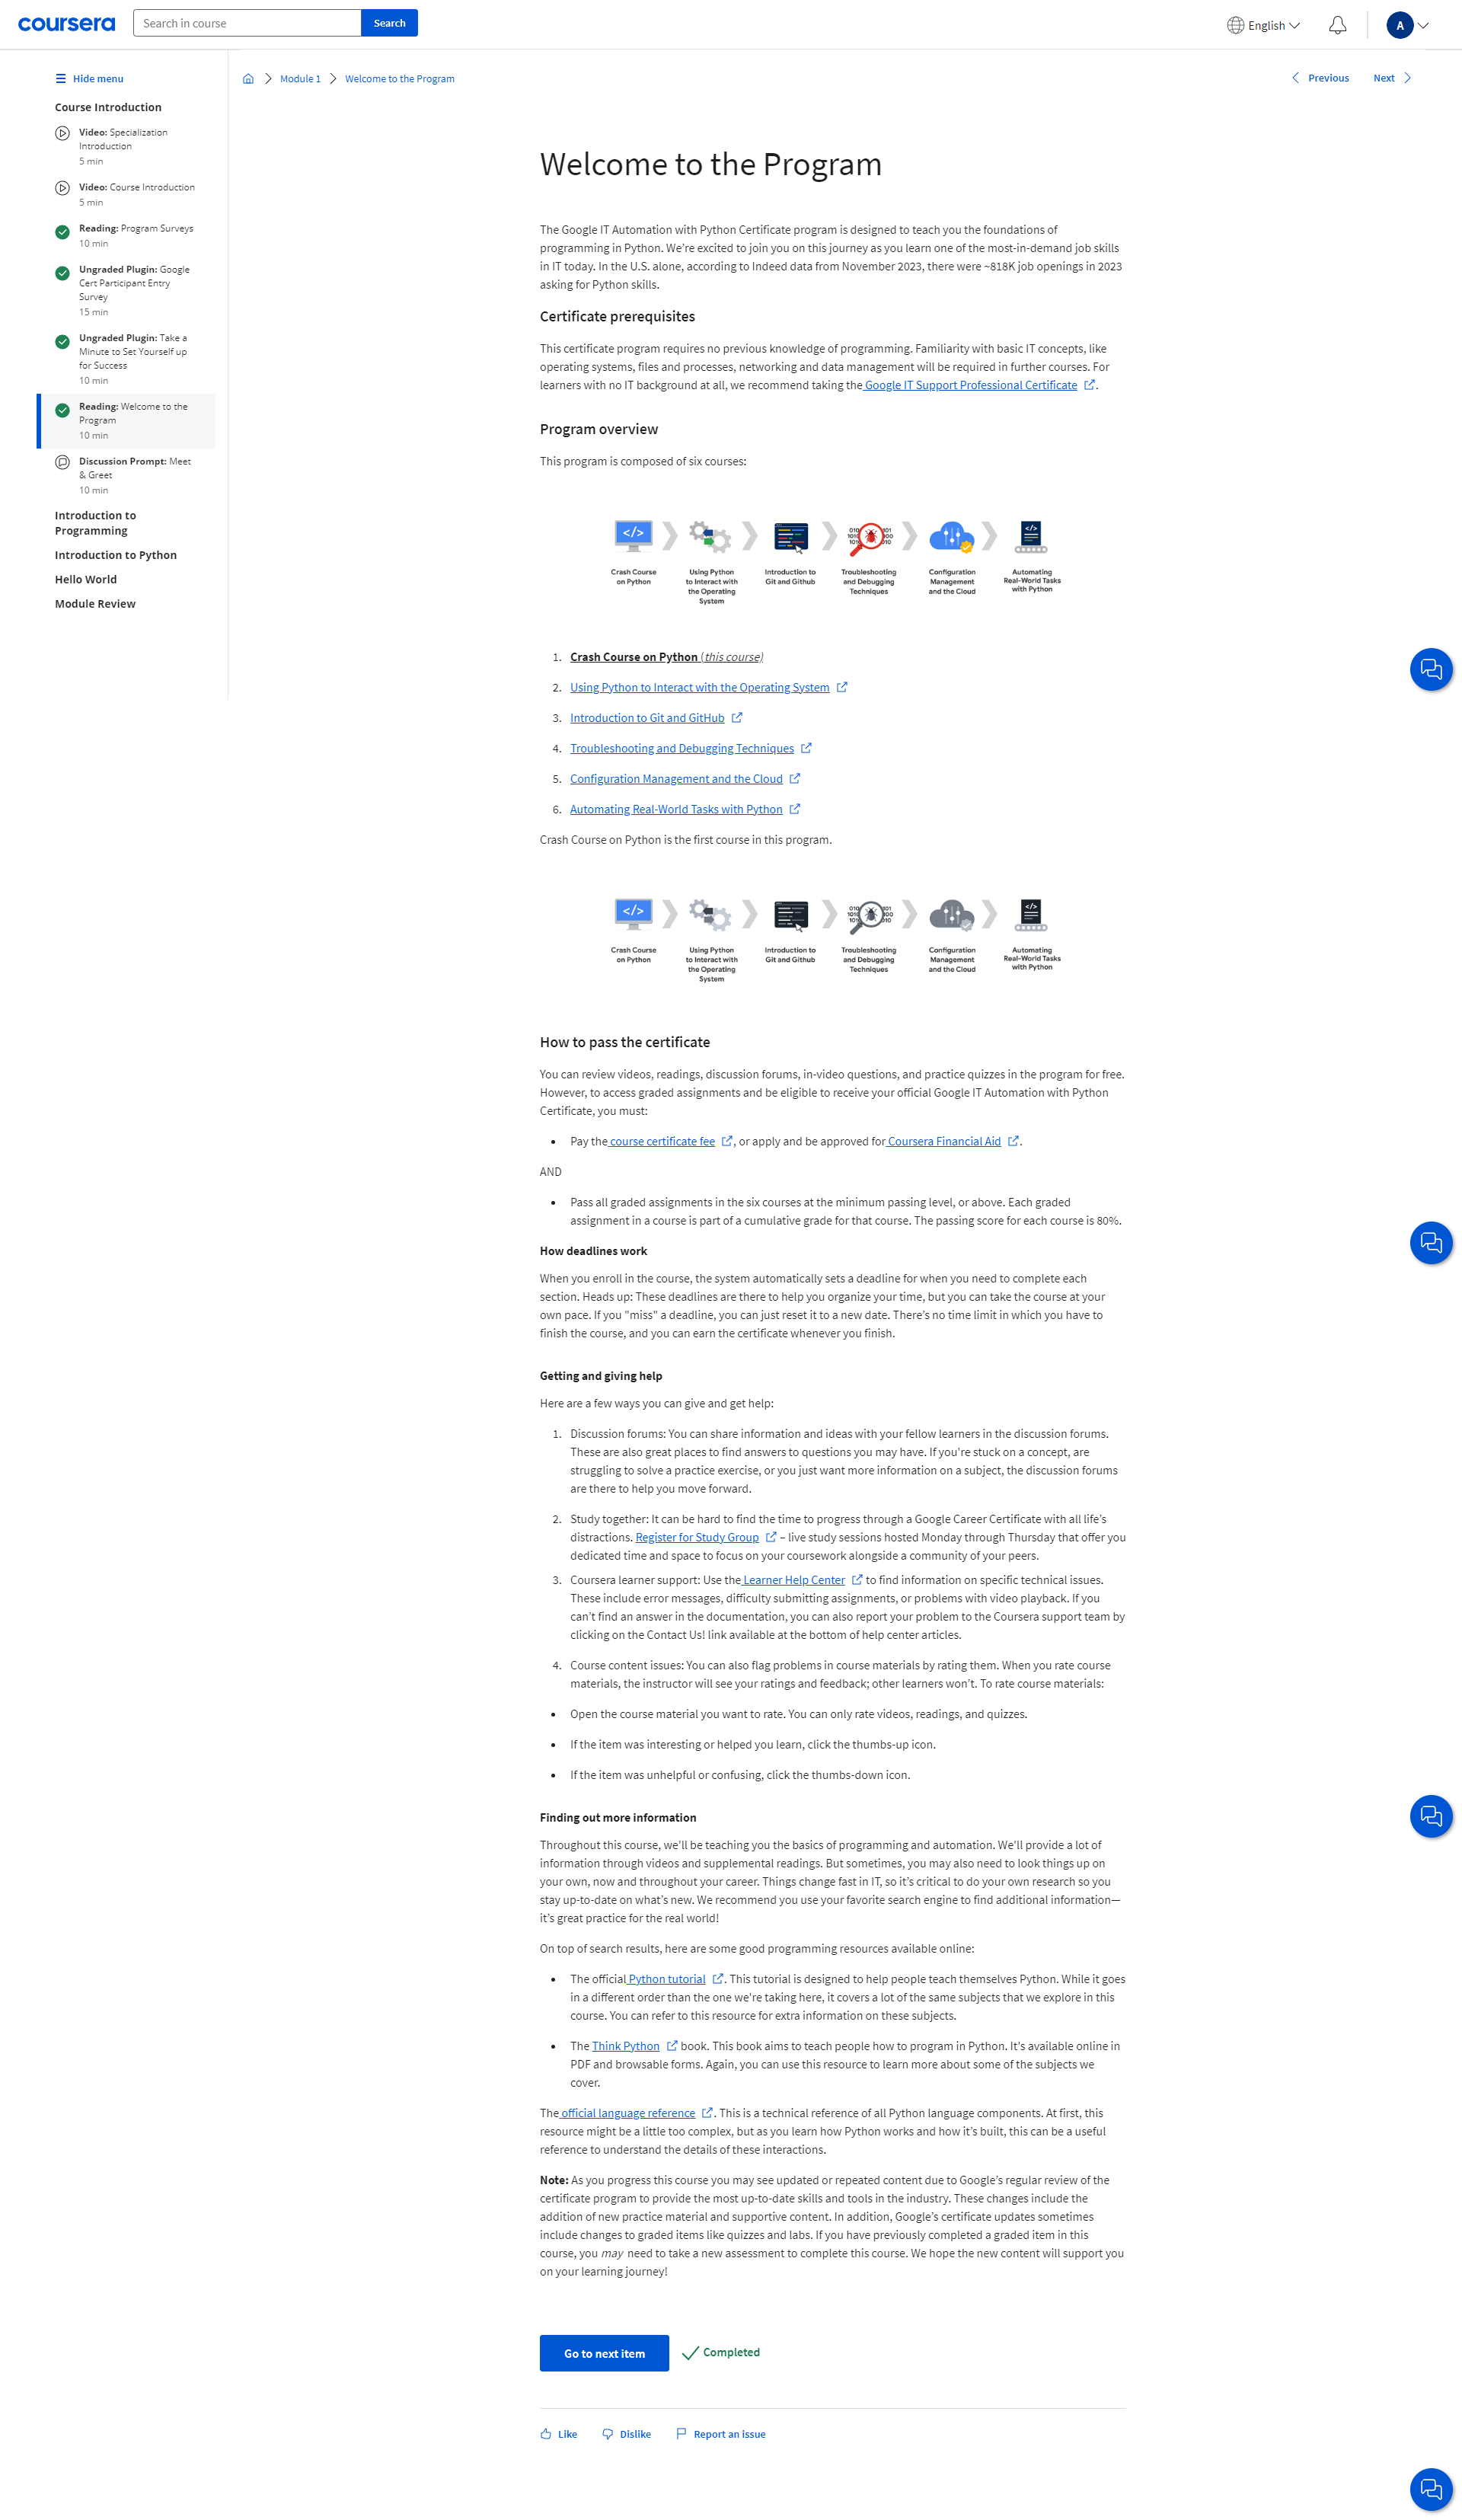 coursera
Search in course
Search
English
A
Hide menu
Module 1
Welcome to the Program
Previous
Next
Course Introduction
Video: Specialization
Introduction
5 min
Video: Course Introduction
5 min
Reading: Program Surveys
10 min
Ungraded Plugin: Google
Cert Participant Entry
Survey
15 min
Ungraded Plugin: Take a
Minute to Set Yourself up
for Success
10 min
Reading: Welcome to the
Program
10 min
Discussion Prompt: Meet
& Greet
10 min
Introduction to
Programming
Introduction to Python
Hello World
Module Review
Welcome to the Program
The Google IT Automation with Python Certificate program is designed to teach you the foundations of
programming in Python. We’re excited to join you on this journey as you learn one of the most-in-demand job skills
in IT today. In the U.S. alone, according to Indeed data from November 2023, there were ~818K job openings in 2023
asking for Python skills.
Certificate prerequisites
This certificate program requires no previous knowledge of programming. Familiarity with basic IT concepts, like
operating systems, files and processes, networking and data management will be required in further courses. For
learners with no IT background at all, we recommend taking the Google IT Support Professional Certificate.
Program overview
This program is composed of six courses:
</>
Crash Course
on Python
Using Python
to Interact with
the Operating
System
Introduction to
Git and Github
Troubleshooting
and Debugging
Techniques
Configuration
Management
and the Cloud
Automating
Real-World Tasks
with Python
1. Crash Course on Python (this course)
2. Using Python to Interact with the Operating System
3. Introduction to Git and GitHub
4. Troubleshooting and Debugging Techniques
5. Configuration Management and the Cloud
6. Automating Real-World Tasks with Python
Crash Course on Python is the first course in this program.
</>
Crash Course
on Python
Using Python
to Interact with
the Operating
System
Introduction to
Git and Github
Troubleshooting
and Debugging
Techniques
Configuration
Management
and the Cloud
Automating
Real-World Tasks
with Python
How to pass the certificate
You can review videos, readings, discussion forums, in-video questions, and practice quizzes in the program for free.
However, to access graded assignments and be eligible to receive your official Google IT Automation with Python
Certificate, you must:
• Pay the course certificate fee, or apply and be approved for Coursera Financial Aid.
AND
• Pass all graded assignments in the six courses at the minimum passing level, or above. Each graded
assignment in a course is part of a cumulative grade for that course. The passing score for each course is 80%.
How deadlines work
When you enroll in the course, the system automatically sets a deadline for when you need to complete each
section. Heads up: These deadlines are there to help you organize your time, but you can take the course at your
own pace. If you "miss" a deadline, you can just reset it to a new date. There’s no time limit in which you have to
finish the course, and you can earn the certificate whenever you finish.
Getting and giving help
Here are a few ways you can give and get help:
1. Discussion forums: You can share information and ideas with your fellow learners in the discussion forums.
These are also great places to find answers to questions you may have. If you're stuck on a concept, are
struggling to solve a practice exercise, or you just want more information on a subject, the discussion forums
are there to help you move forward.
2. Study together: It can be hard to find the time to progress through a Google Career Certificate with all life’s
distractions. Register for Study Group – live study sessions hosted Monday through Thursday that offer you
dedicated time and space to focus on your coursework alongside a community of your peers.
3. Coursera learner support: Use the Learner Help Center to find information on specific technical issues.
These include error messages, difficulty submitting assignments, or problems with video playback. If you
can’t find an answer in the documentation, you can also report your problem to the Coursera support team by
clicking on the Contact Us! link available at the bottom of help center articles.
4. Course content issues: You can also flag problems in course materials by rating them. When you rate course
materials, the instructor will see your ratings and feedback; other learners won’t. To rate course materials:
• Open the course material you want to rate. You can only rate videos, readings, and quizzes.
• If the item was interesting or helped you learn, click the thumbs-up icon.
• If the item was unhelpful or confusing, click the thumbs-down icon.
Finding out more information
Throughout this course, we'll be teaching you the basics of programming and automation. We'll provide a lot of
information through videos and supplemental readings. But sometimes, you may also need to look things up on
your own, now and throughout your career. Things change fast in IT, so it’s critical to do your own research so you
stay up-to-date on what’s new. We recommend you use your favorite search engine to find additional information—
it’s great practice for the real world!
On top of search results, here are some good programming resources available online:
• The official Python tutorial. This tutorial is designed to help people teach themselves Python. While it goes
in a different order than the one we're taking here, it covers a lot of the same subjects that we explore in this
course. You can refer to this resource for extra information on these subjects.
• The Think Python book. This book aims to teach people how to program in Python. It's available online in
PDF and browsable forms. Again, you can use this resource to learn more about some of the subjects we
cover.
The official language reference. This is a technical reference of all Python language components. At first, this
resource might be a little too complex, but as you learn how Python works and how it’s built, this can be a useful
reference to understand the details of these interactions.
Note: As you progress this course you may see updated or repeated content due to Google’s regular review of the
certificate program to provide the most up-to-date skills and tools in the industry. These changes include the
addition of new practice material and supportive content. In addition, Google’s certificate updates sometimes
include changes to graded items like quizzes and labs. If you have previously completed a graded item in this
course, you may need to take a new assessment to complete this course. We hope the new content will support you
on your learning journey!
Go to next item
Completed
Like
Dislike
Report an issue